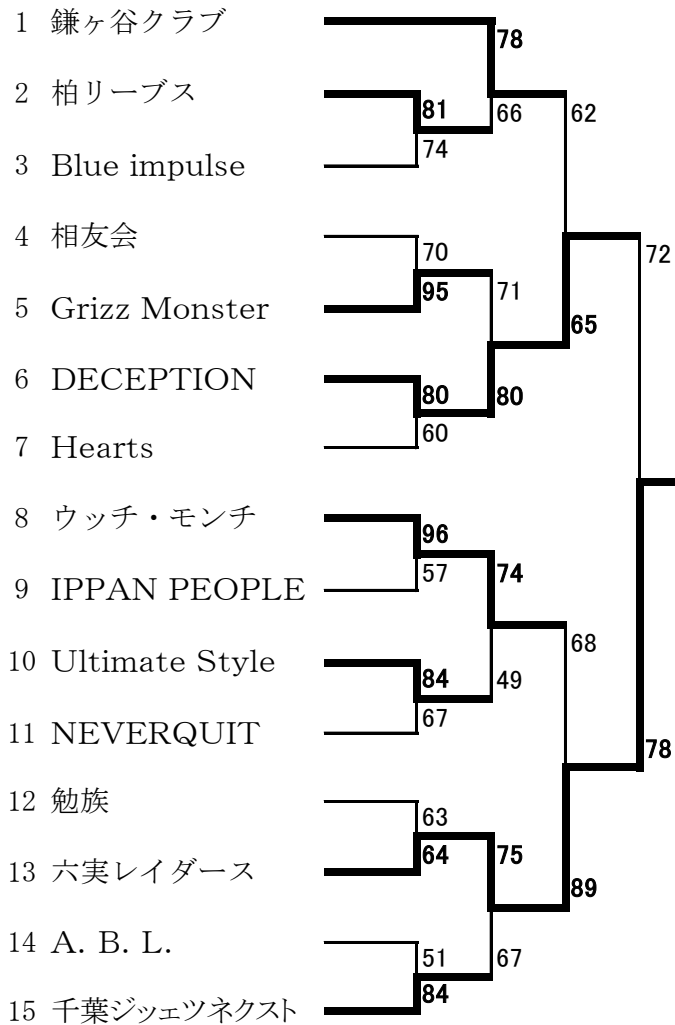 1 鎌ヶ谷クラブ
78
2 柏リーブス
81
66
62
74
3 Blue impulse
4 相友会
70
72
95
71
5 Grizz Monster
65
6 DECEPTION
80
80
60
7 Hearts
8 ウッチ・モンチ
96
57
74
9 IPPAN PEOPLE
68
10 Ultimate Style
84
49
67
11 NEVERQUIT
78
12 勉族
63
64
75
13 六実レイダース
89
14 A. B. L.
51
67
84
15 千葉ジッェツネクスト